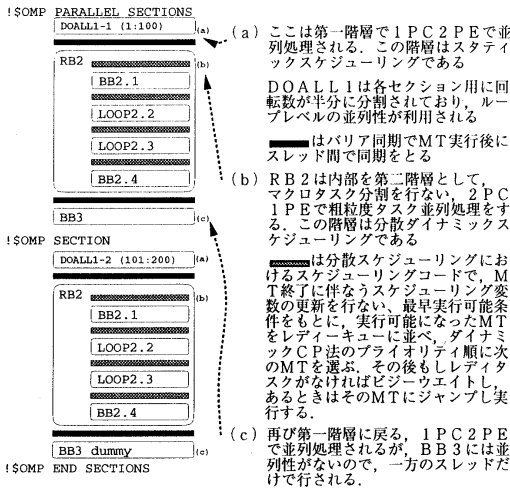 !$OMP PARALLEL SECTIONS
DOALL1-1 (1:100)
(a)
RB2
(b)
BB2.1
LOOP2.2
LOOP2.3
BB2.4
BB3
(c)
!$OMP SECTION
DOALL1-2 (101:200)
(a)
RB2
(b)
BB2.1
LOOP2.2
LOOP2.3
BB2.4
BB3 dummy
(c)
!$OMP END SECTIONS
(a) ここは第一階層で1PC2PEで並
列処理される．この階層はスタティ
ックスケジューリングである
DOALL1は各セクション用に回
転数が半分に分割されており，ルー
プレベルの並列性が利用される
はバリア同期でMT実行後に
スレッド間で同期をとる
(b) RB2は内部を第二階層として，
マクロタスク分割を行ない，2PC
1PEで粗粒度タスク並列処理をす
る．この階層は分散ダイナミックス
ケジューリングである
は分散スケジューリングにお
けるスケジューリングコードで，M
T終了に伴なうスケジューリング変
数の更新を行ない、最早実行可能条
件をもとに，実行可能になったMT
をレディーキューに並べ，ダイナミ
ックCP法のプライオリティ順に次
のMTを選ぶ．その後もしレディタ
スクがなければビジーウエイトし，
あるときはそのMTにジャンプし実
行する．
(c) 再び第一階層に戻る，1PC2PE
で並列処理されるが，BB3には並
列性がないので，一方のスレッドだ
けで行される．